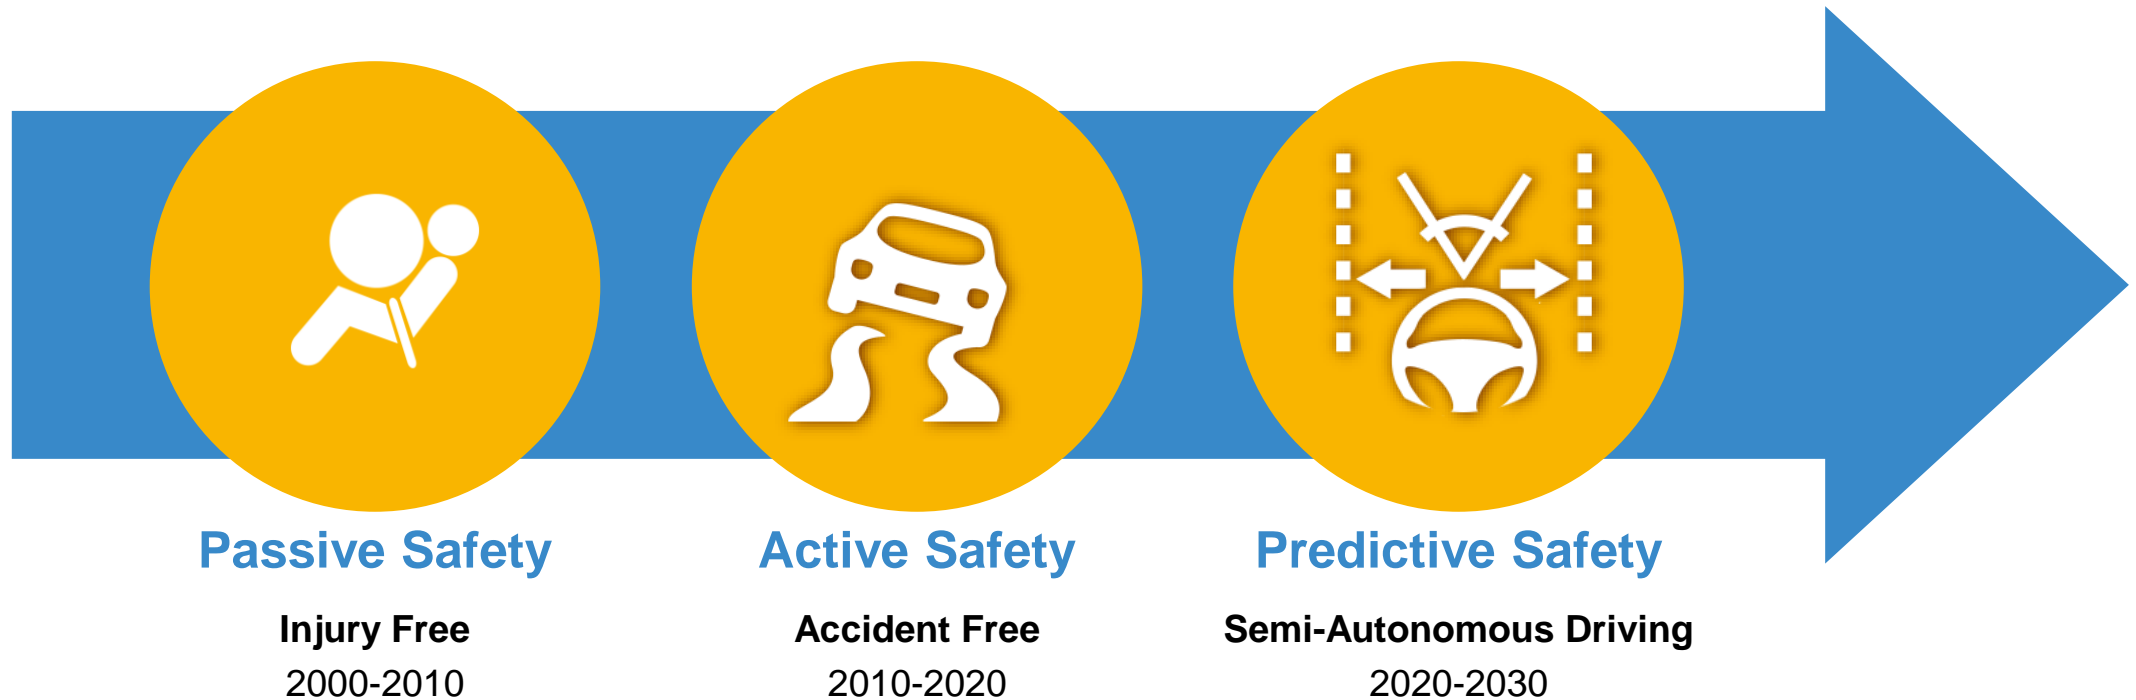 Passive Safety
Injury Free
2000-2010
Active Safety
Accident Free
2010-2020
Predictive Safety
Semi-Autonomous Driving
2020-2030